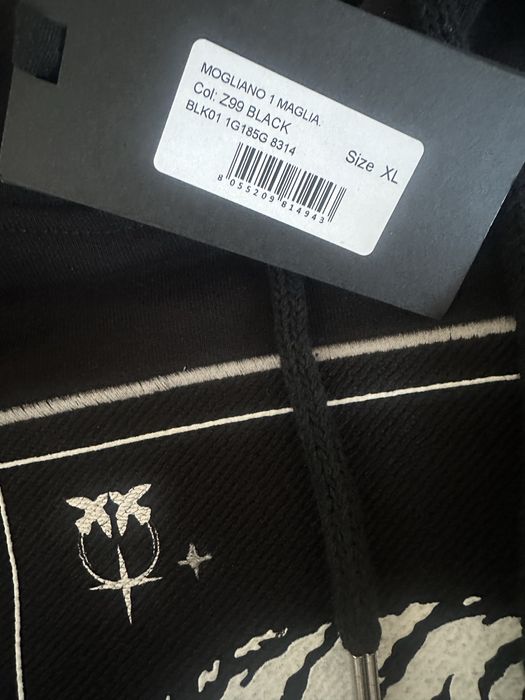 MOGLIANO 1 MAGLIA.
Col: Z99 BLACK
BLK01 1G185G 8314
Size XL
8 055209 814943